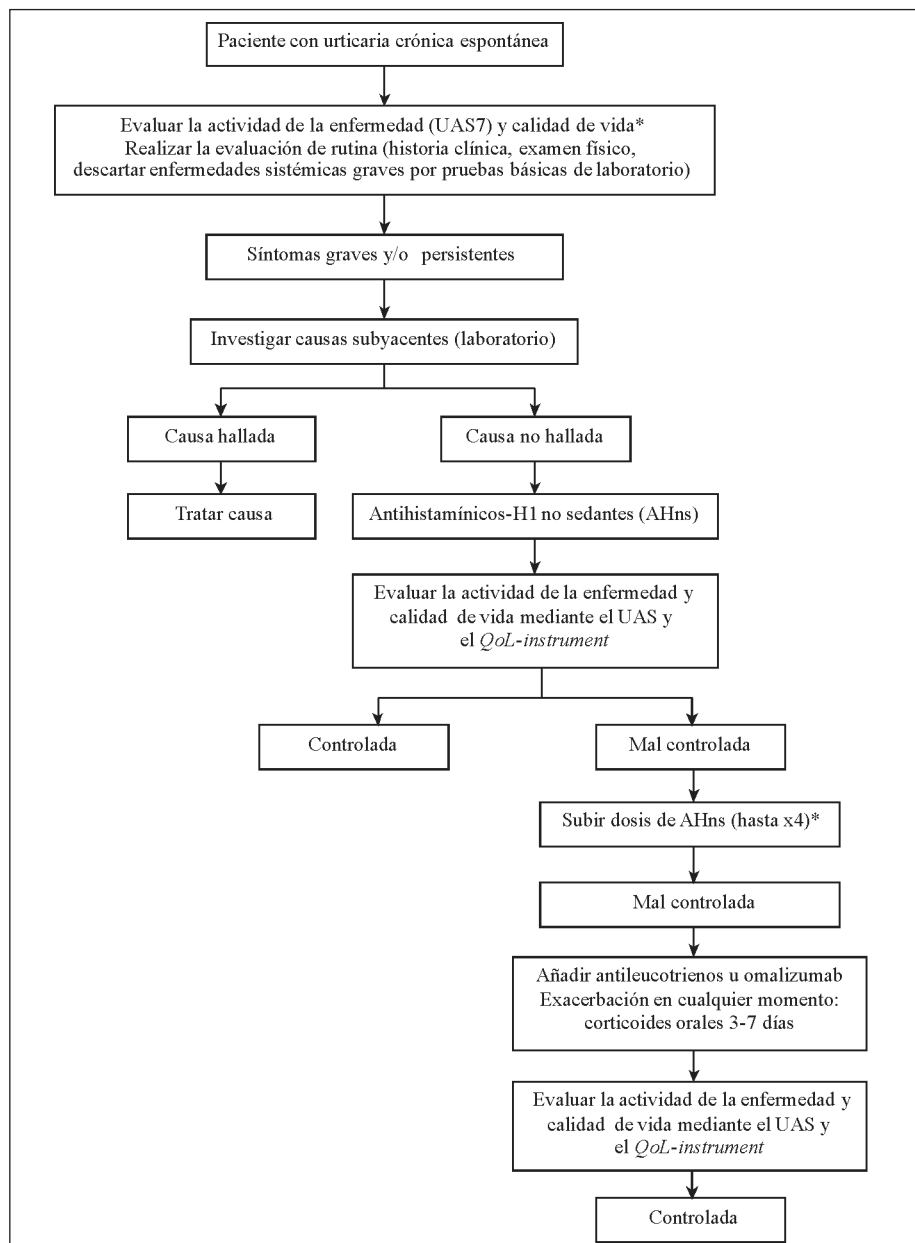 Paciente con urticaria crónica espontánea
Evaluar la actividad de la enfermedad (UAS7) y calidad de vida*
Realizar la evaluación de rutina (historia clínica, examen físico,
descartar enfermedades sistémicas graves por pruebas básicas de laboratorio)
Síntomas graves y/o persistentes
Investigar causas subyacentes (laboratorio)
Causa hallada
Causa no hallada
Tratar causa
Antihistamínicos-H1 no sedantes (AHns)
Evaluar la actividad de la enfermedad y
calidad de vida mediante el UAS y
el QoL-instrument
Controlada
Mal controlada
Subir dosis de AHns (hasta x4)*
Mal controlada
Añadir antileucotrienos u omalizumab
Exacerbación en cualquier momento:
corticoides orales 3-7 días
Evaluar la actividad de la enfermedad y
calidad de vida mediante el UAS y
el QoL-instrument
Controlada